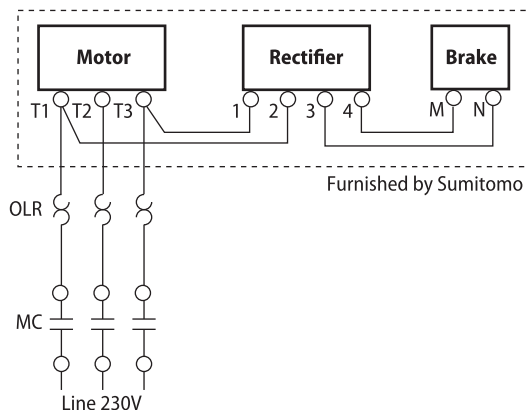 Motor Rectifier Brake
T1 T2 T3 1 2 3 4 M N
Furnished by Sumitomo
OLR
MC
Line 230V